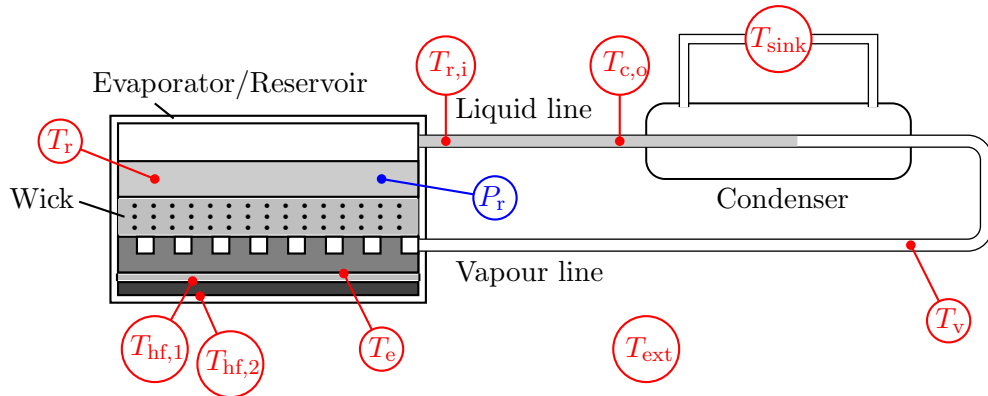 T_sink
T_r,i
T_c,o
Evaporator/Reservoir
Liquid line
T_r
Wick
P_r
Condenser
Vapour line
T_v
T_hf,1
T_hf,2
T_e
T_ext